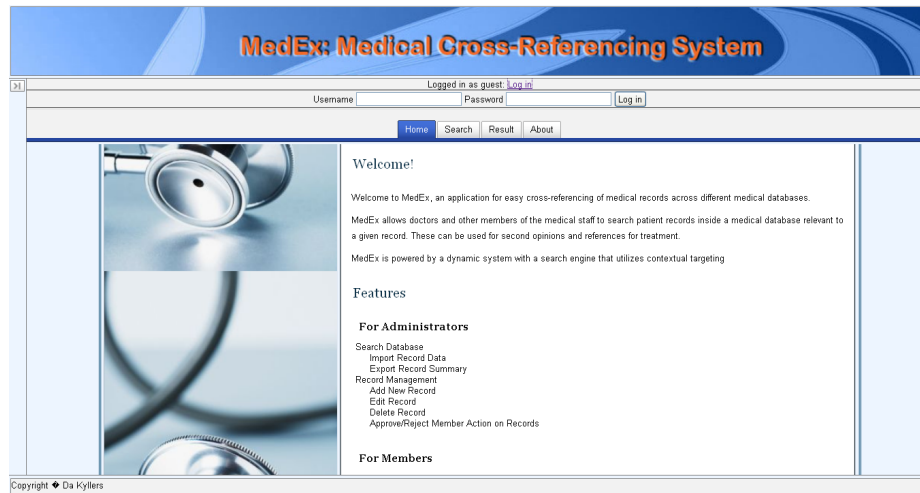 MedEx: Medical Cross-Referencing System
Logged in as guest: Log in
Username Password Log in
Home Search Result About
Welcome!
Welcome to MedEx, an application for easy cross-referencing of medical records across different medical databases.
MedEx allows doctors and other members of the medical staff to search patient records inside a medical database relevant to
a given record. These can be used for second opinions and references for treatment.
MedEx is powered by a dynamic system with a search engine that utilizes contextual targeting
Features
For Administrators
Search Database
Import Record Data
Export Record Summary
Record Management
Add New Record
Edit Record
Delete Record
Approve/Reject Member Action on Records
For Members
Copyright � Da Kyllers